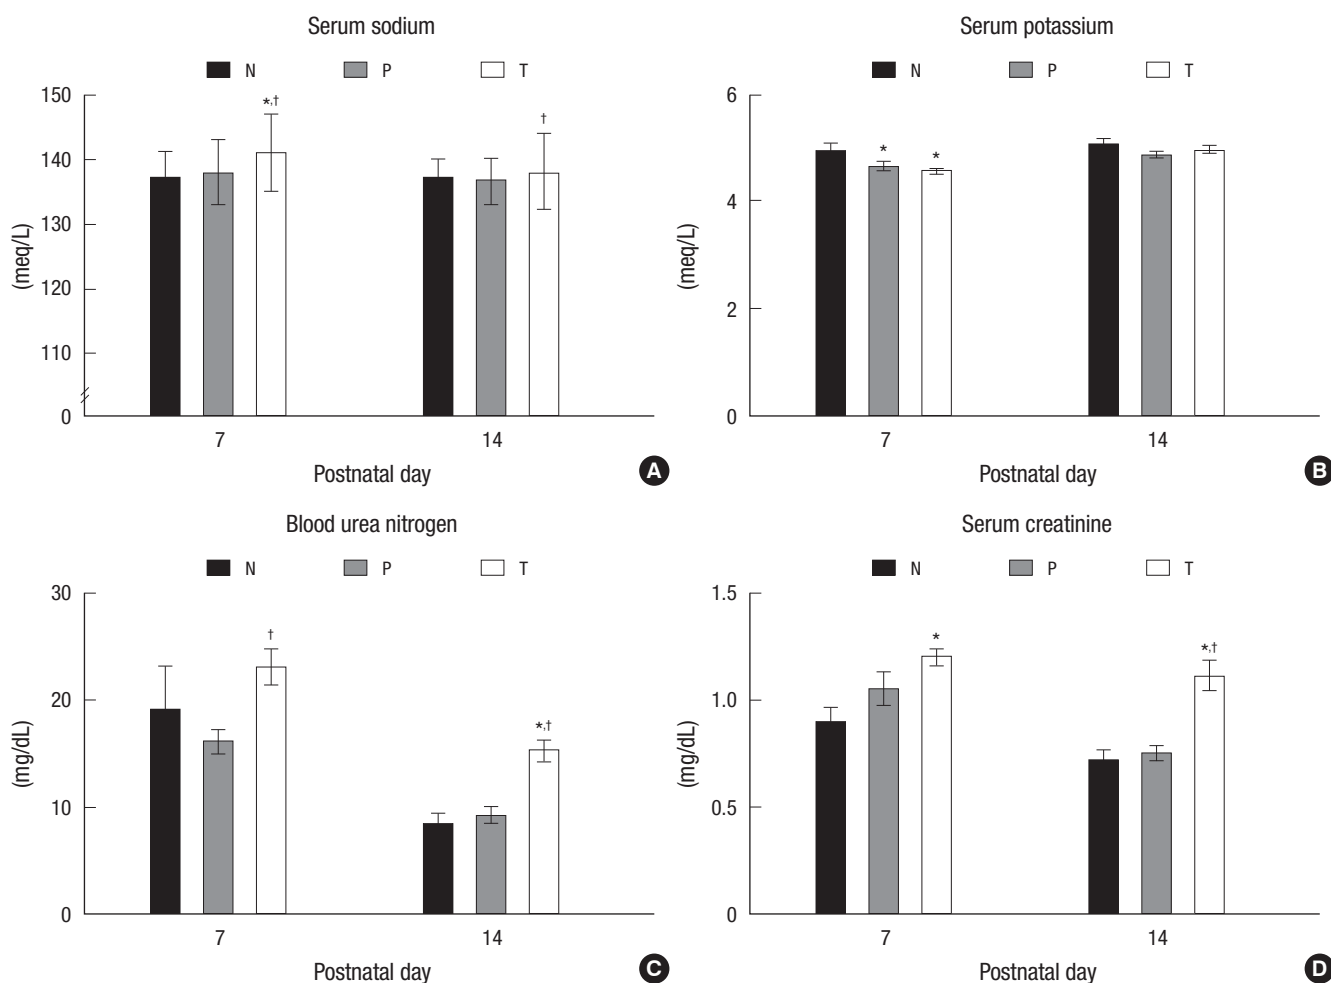 Serum sodium
N P T
150
140
130
120
110
0
(meq/L)
*,†
†
7 14
Postnatal day
A
Serum potassium
N P T
6
4
2
0
(meq/L)
*
*
7 14
Postnatal day
B
Blood urea nitrogen
N P T
30
20
10
0
(mg/dL)
†
*,†
7 14
Postnatal day
C
Serum creatinine
N P T
1.5
1.0
0.5
0
(mg/dL)
*
*,†
7 14
Postnatal day
D